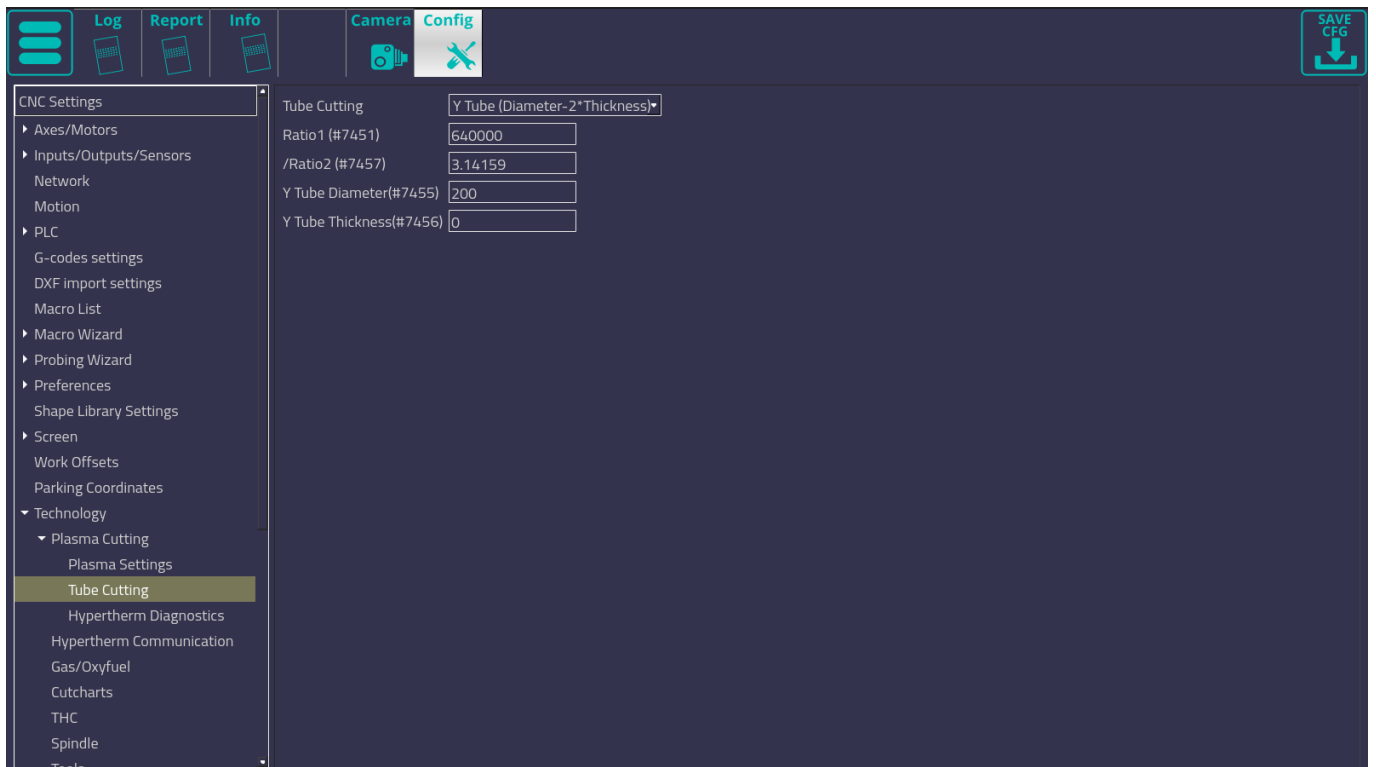 Log Report Info Camera Config SAVE
CFG
CNC Settings
Axes/Motors
Inputs/Outputs/Sensors
Network
Motion
PLC
G-codes settings
DXF import settings
Macro List
Macro Wizard
Probing Wizard
Preferences
Shape Library Settings
Screen
Work Offsets
Parking Coordinates
Technology
Plasma Cutting
Plasma Settings
Tube Cutting
Hypertherm Diagnostics
Hypertherm Communication
Gas/Oxyfuel
Cutcharts
THC
Spindle
Tools
Tube Cutting Y Tube (Diameter-2*Thickness)
Ratio1 (#7451) 640000
/Ratio2 (#7457) 3.14159
Y Tube Diameter(#7455) 200
Y Tube Thickness(#7456) 0